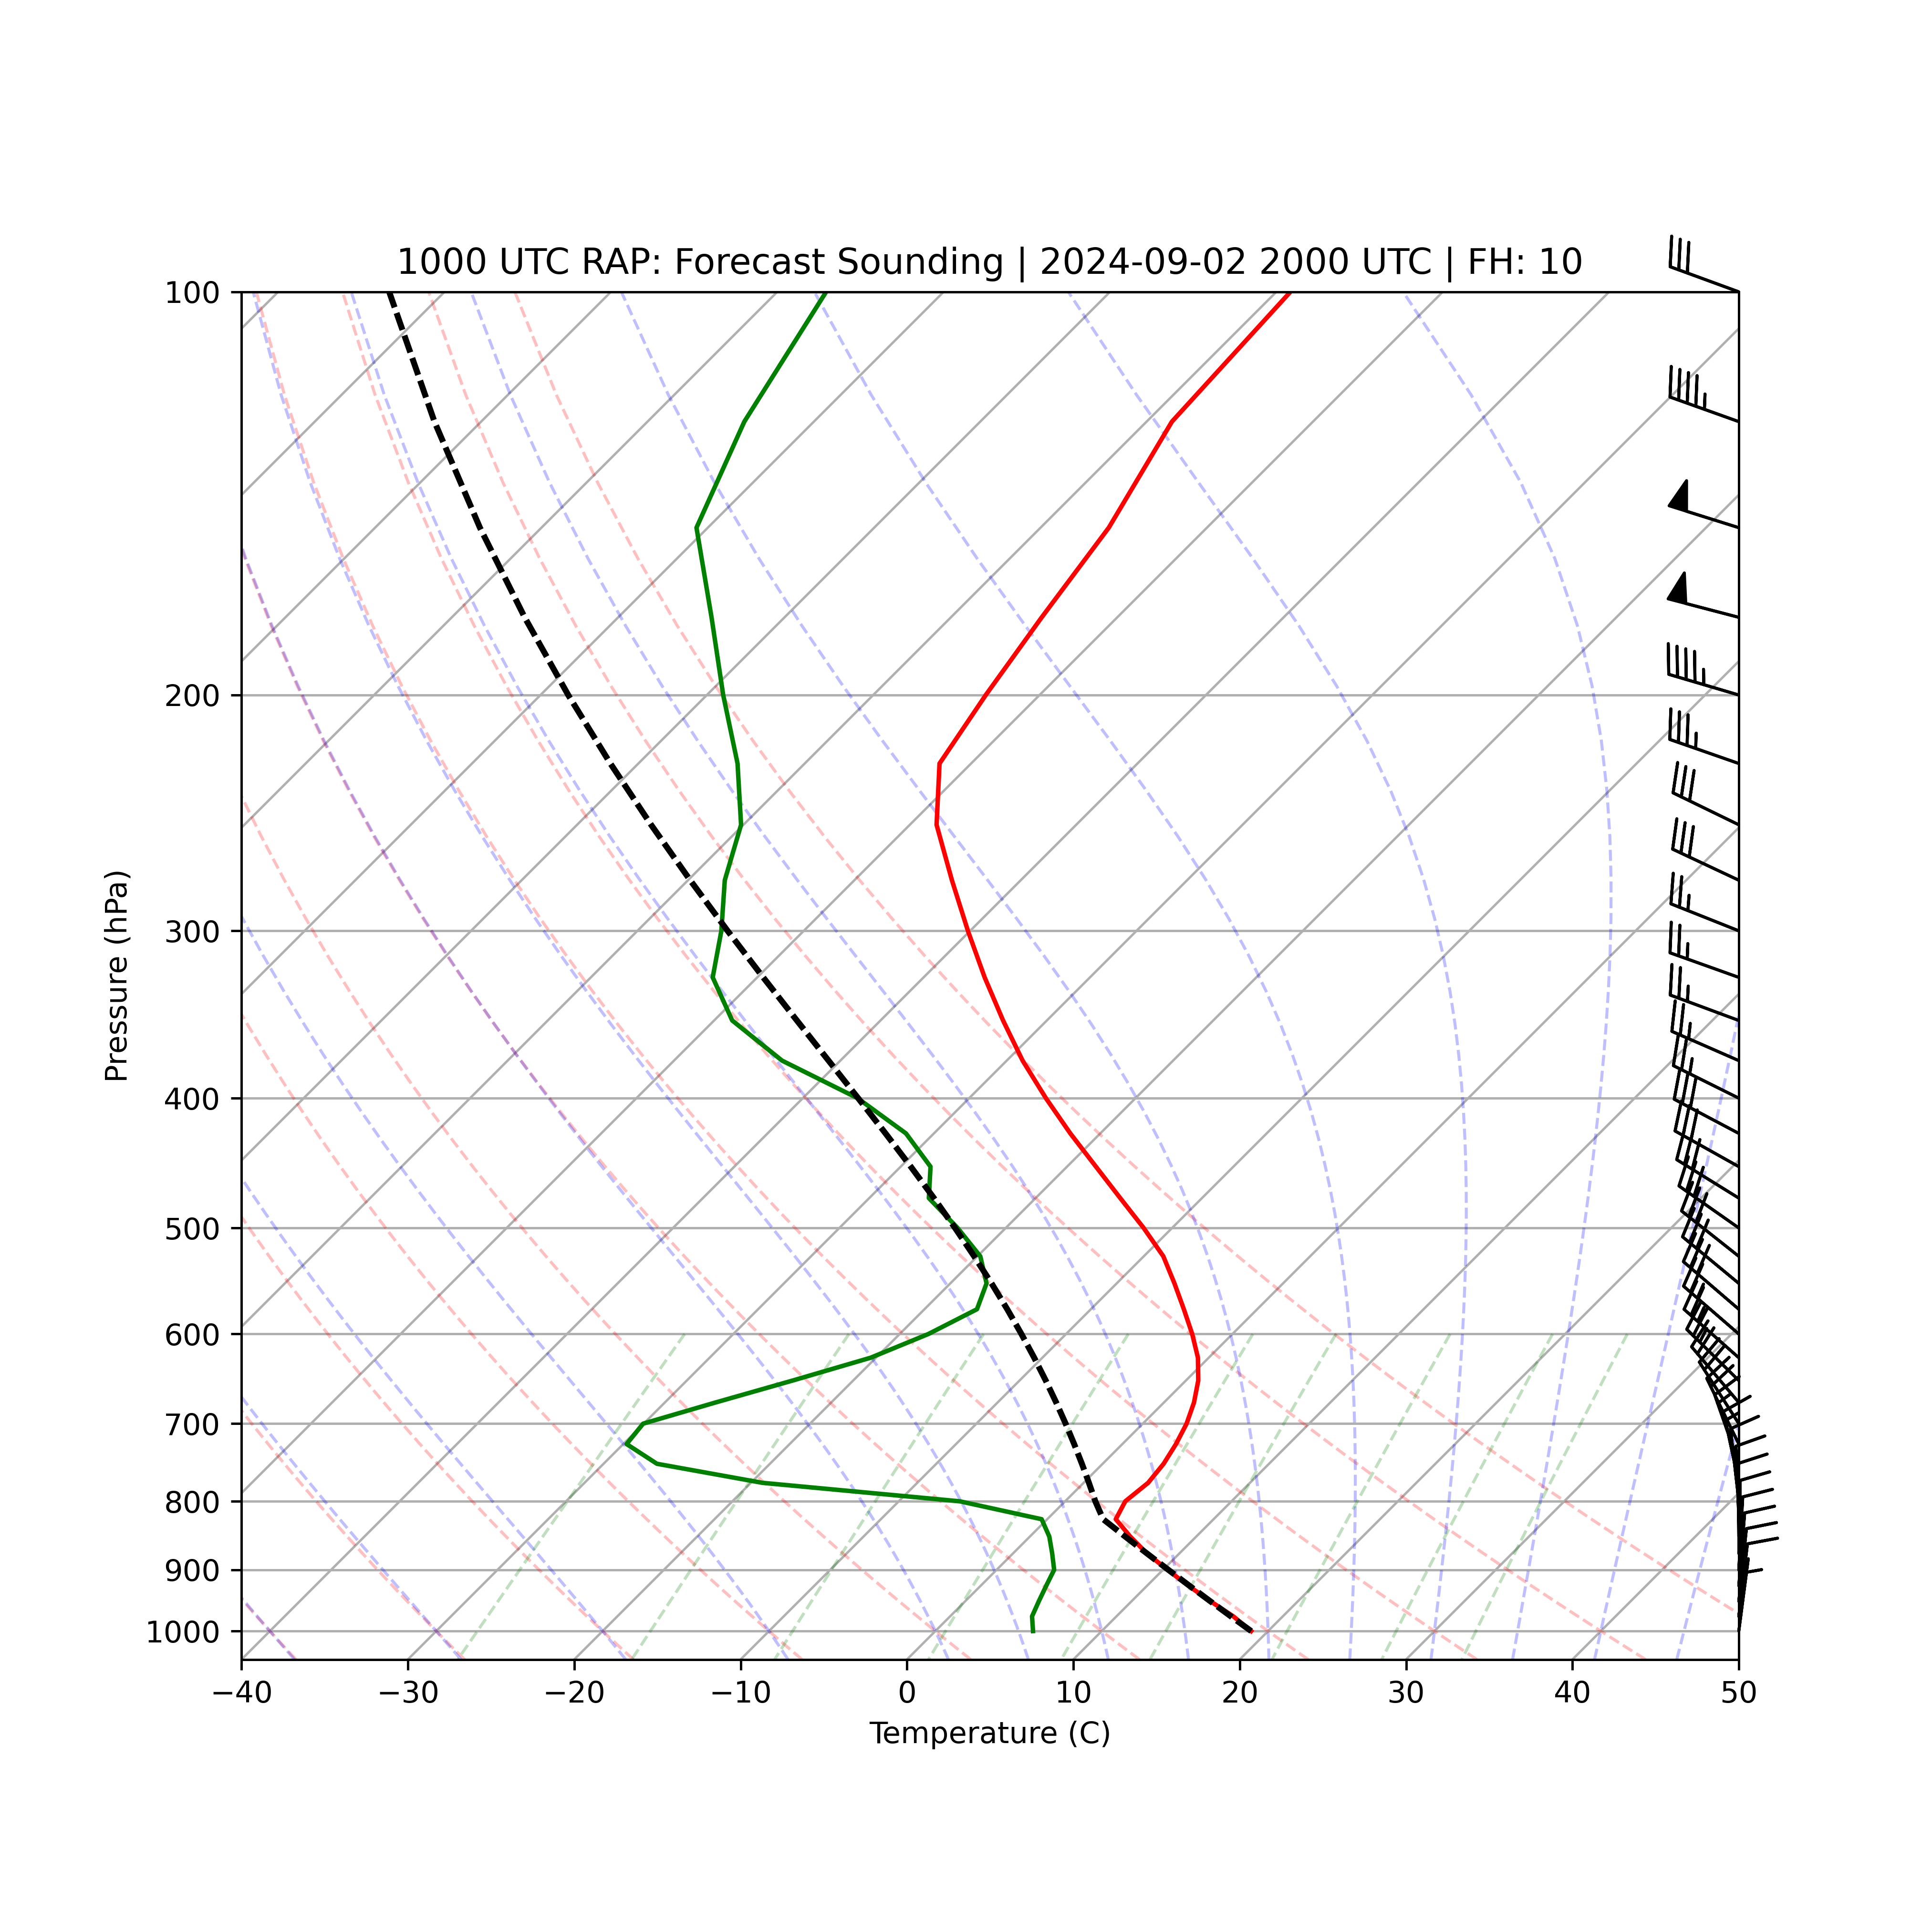 1000 UTC RAP: Forecast Sounding | 2024-09-02 2000 UTC | FH: 10
100
200
300
400
500
600
700
800
900
1000
Pressure (hPa)
−40 −30 −20 −10 0 10 20 30 40 50
Temperature (C)